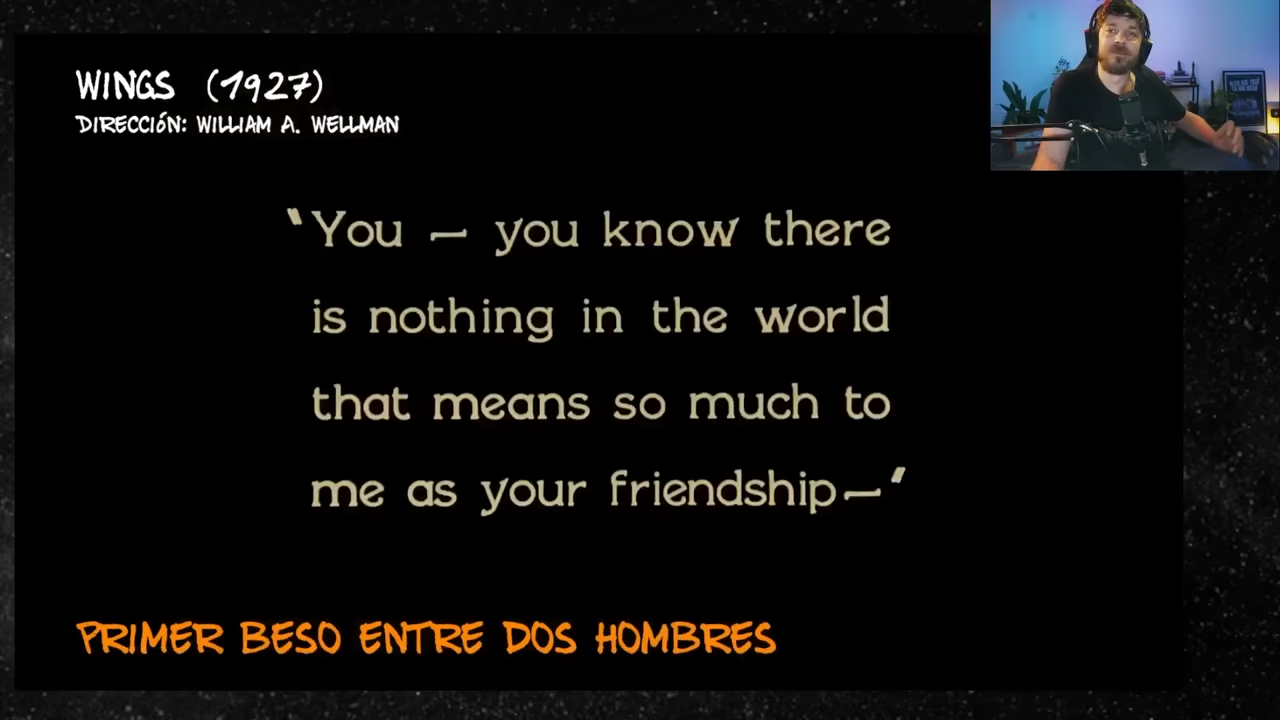 WINGS (1927)
DIRECCIÓN: WILLIAM A. WELLMAN
"You — you know there
is nothing in the world
that means so much to
me as your friendship—"
PRIMER BESO ENTRE DOS HOMBRES